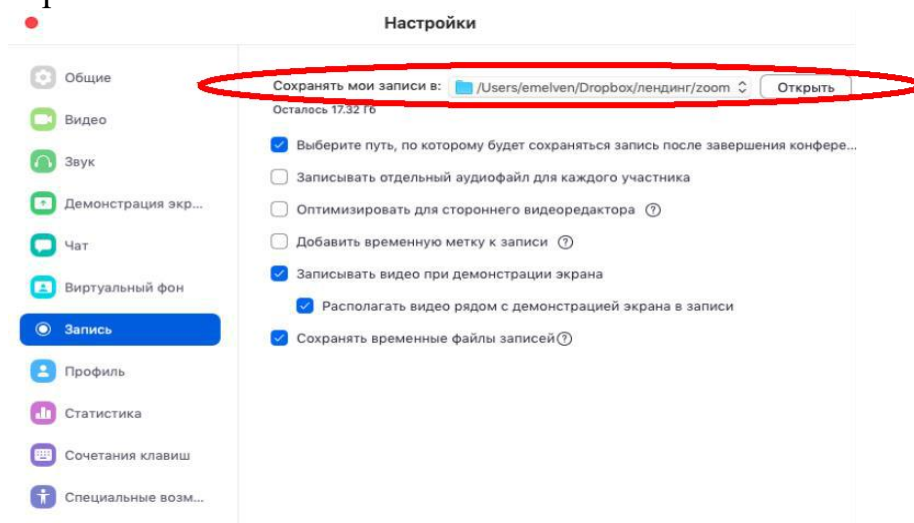 Настройки
Общие
Видео
Звук
Демонстрация экр...
Чат
Виртуальный фон
Запись
Профиль
Статистика
Сочетания клавиш
Специальные возм...
Сохранять мои записи в: /Users/emelven/Dropbox/лендинг/zoom Открыть
Осталось 17.32 Гб
Выберите путь, по которому будет сохраняться запись после завершения конфере...
Записывать отдельный аудиофайл для каждого участника
Оптимизировать для стороннего видеоредактора ?
Добавить временную метку к записи ?
Записывать видео при демонстрации экрана
Располагать видео рядом с демонстрацией экрана в записи
Сохранять временные файлы записей ?